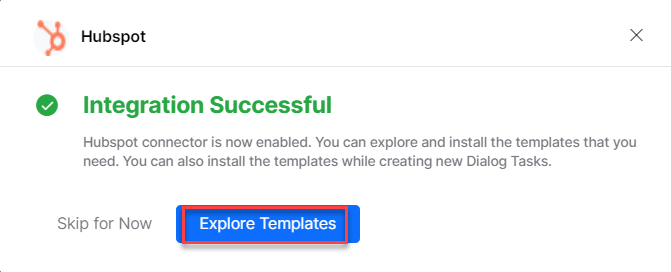 Hubspot
Integration Successful
Hubspot connector is now enabled. You can explore and install the templates that you
need. You can also install the templates while creating new Dialog Tasks.
Skip for Now
Explore Templates